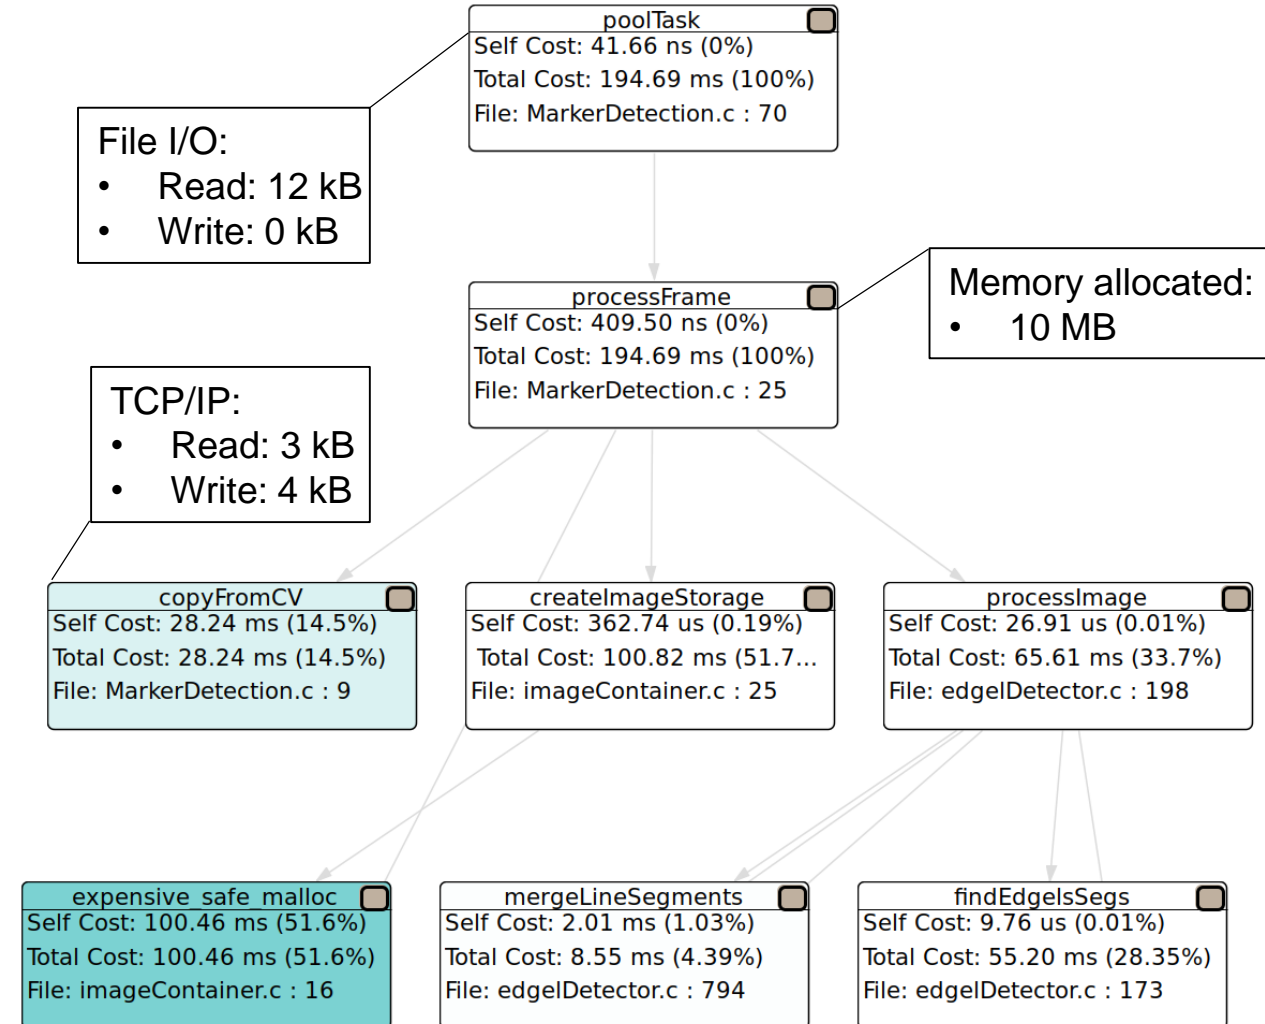 poolTask
Self Cost: 41.66 ns (0%)
Total Cost: 194.69 ms (100%)
File: MarkerDetection.c : 70
File I/O:
• Read: 12 kB
• Write: 0 kB
processFrame
Self Cost: 409.50 ns (0%)
Total Cost: 194.69 ms (100%)
File: MarkerDetection.c : 25
Memory allocated:
• 10 MB
TCP/IP:
• Read: 3 kB
• Write: 4 kB
copyFromCV
Self Cost: 28.24 ms (14.5%)
Total Cost: 28.24 ms (14.5%)
File: MarkerDetection.c : 9
createImageStorage
Self Cost: 362.74 us (0.19%)
Total Cost: 100.82 ms (51.7...
File: imageContainer.c : 25
processImage
Self Cost: 26.91 us (0.01%)
Total Cost: 65.61 ms (33.7%)
File: edgelDetector.c : 198
expensive_safe_malloc
Self Cost: 100.46 ms (51.6%)
Total Cost: 100.46 ms (51.6%)
File: imageContainer.c : 16
mergeLineSegments
Self Cost: 2.01 ms (1.03%)
Total Cost: 8.55 ms (4.39%)
File: edgelDetector.c : 794
findEdgelsSegs
Self Cost: 9.76 us (0.01%)
Total Cost: 55.20 ms (28.35%)
File: edgelDetector.c : 173